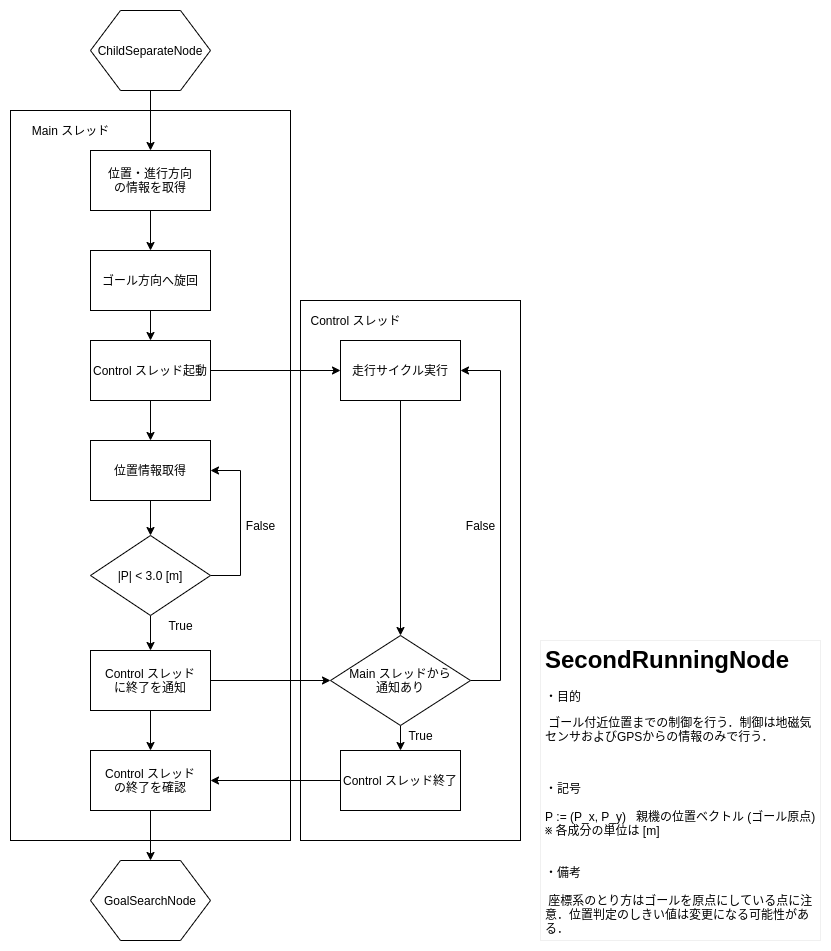 ChildSeparateNode
Main スレッド
位置・進行方向
の情報を取得
ゴール方向へ旋回
Control スレッド
Control スレッド起動
走行サイクル実行
位置情報取得
False
False
|P| < 3.0 [m]
True
Control スレッド
に終了を通知
Main スレッドから
通知あり
True
Control スレッド
の終了を確認
Control スレッド終了
GoalSearchNode
SecondRunningNode
・目的
ゴール付近位置までの制御を行う．制御は地磁気
センサおよびGPSからの情報のみで行う．
・記号
P := (P_x, P_y)   親機の位置ベクトル (ゴール原点)
※ 各成分の単位は [m]
・備考
座標系のとり方はゴールを原点にしている点に注
意．位置判定のしきい値は変更になる可能性があ
る．